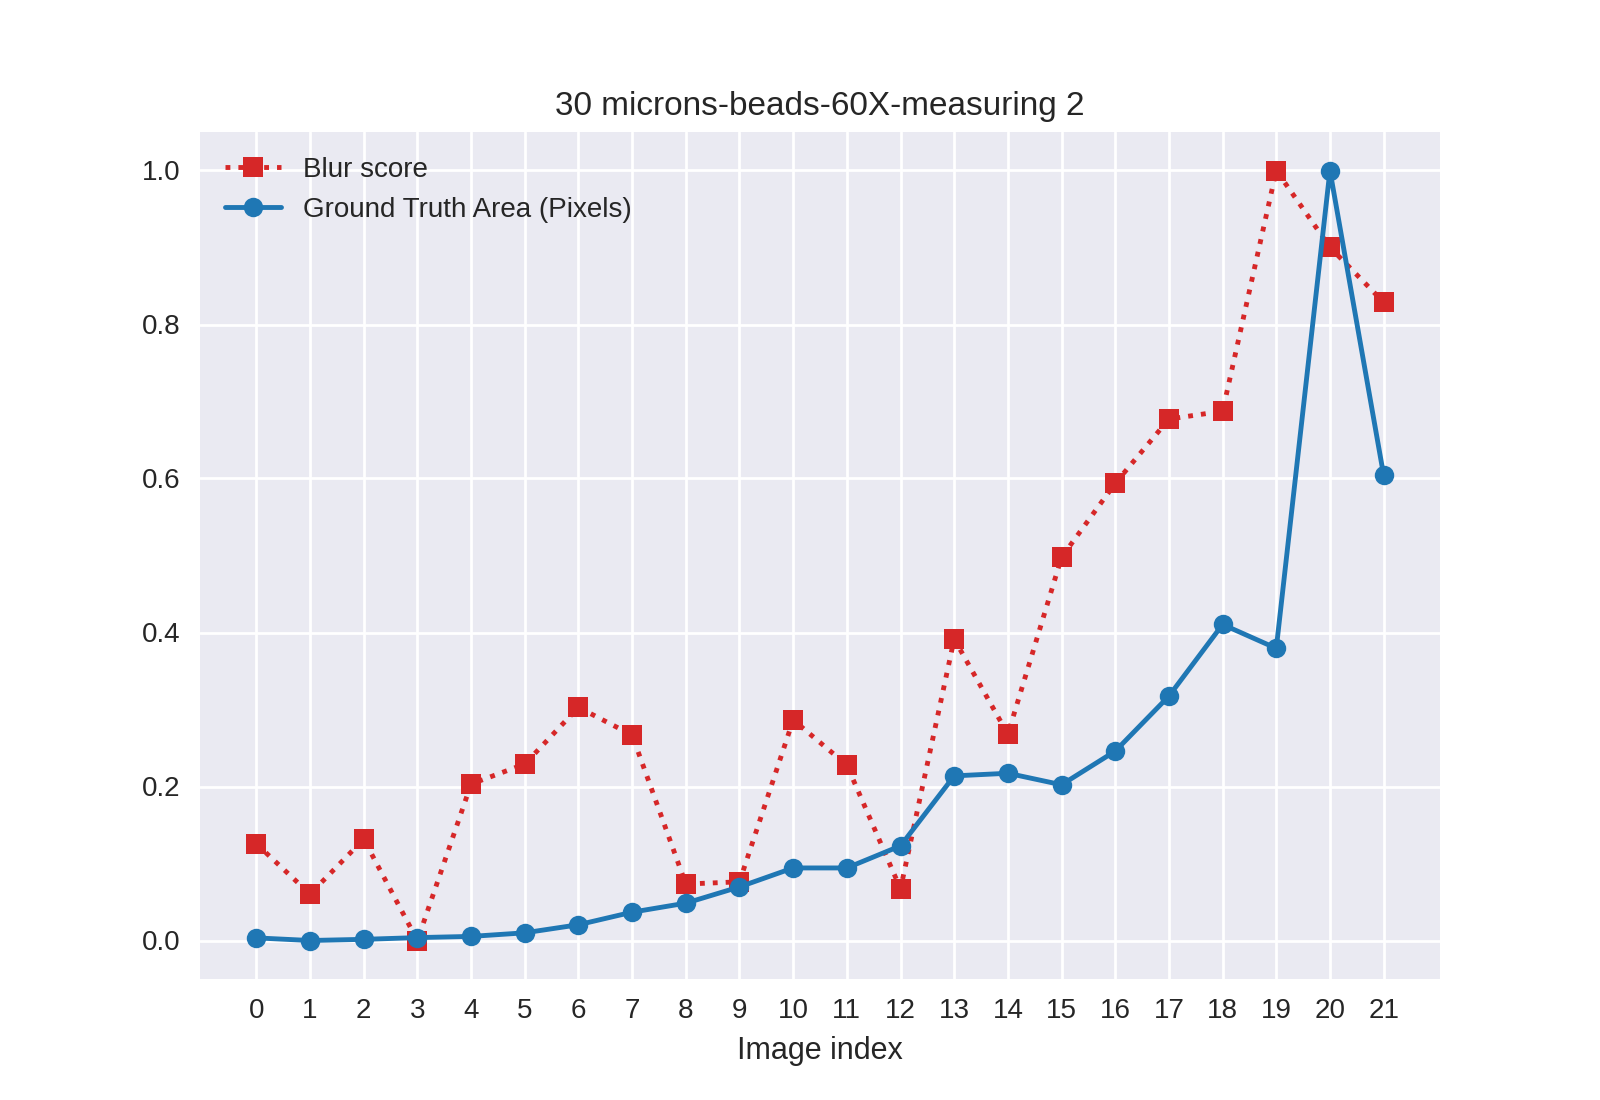 30 microns-beads-60X-measuring 2
Blur score
Ground Truth Area (Pixels)
1.0
0.8
0.6
0.4
0.2
0.0
0 1 2 3 4 5 6 7 8 9 10 11 12 13 14 15 16 17 18 19 20 21
Image index